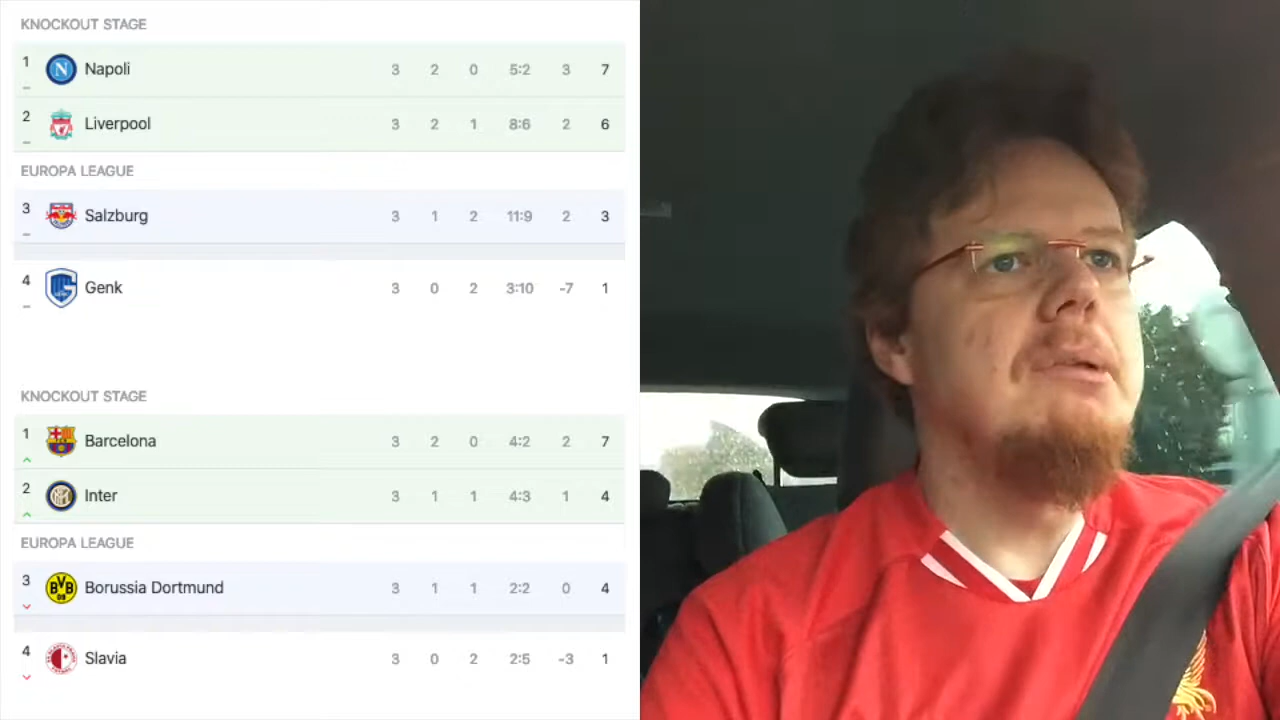 KNOCKOUT STAGE
1 Napoli 3 2 0 5:2 3 7
2 Liverpool 3 2 1 8:6 2 6
EUROPA LEAGUE
3 Salzburg 3 1 2 11:9 2 3
4 Genk 3 0 2 3:10 -7 1
KNOCKOUT STAGE
1 Barcelona 3 2 0 4:2 2 7
2 Inter 3 1 1 4:3 1 4
EUROPA LEAGUE
3 BVB 09 Borussia Dortmund 3 1 1 2:2 0 4
4 Slavia 3 0 2 2:5 -3 1